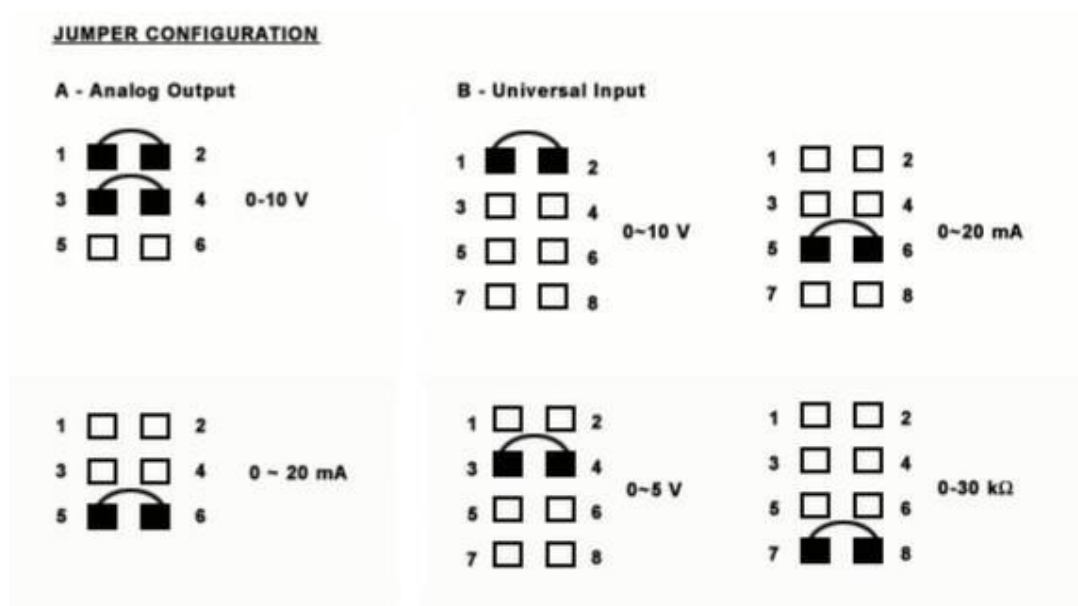 JUMPER CONFIGURATION
A - Analog Output
1 2
3 4 0-10 V
5 6
1 2
3 4 0 ~ 20 mA
5 6
B - Universal Input
1 2
3 4
0~10 V
5 6
7 8
1 2
3 4
0~20 mA
5 6
7 8
1 2
3 4
0~5 V
5 6
7 8
1 2
3 4
0-30 kΩ
5 6
7 8